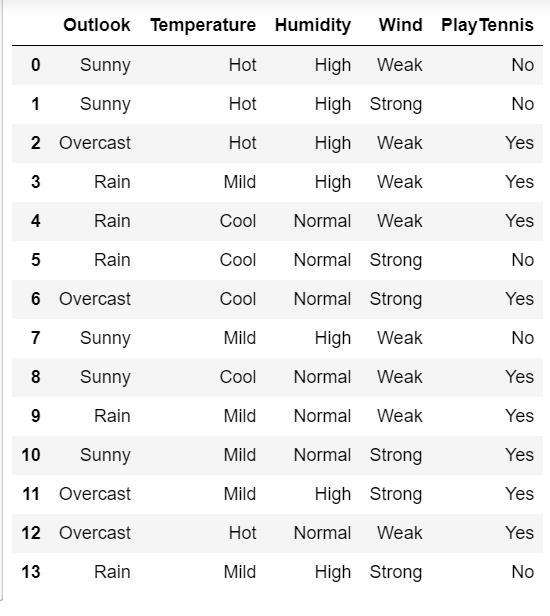 Outlook Temperature Humidity Wind PlayTennis
0 Sunny Hot High Weak No
1 Sunny Hot High Strong No
2 Overcast Hot High Weak Yes
3 Rain Mild High Weak Yes
4 Rain Cool Normal Weak Yes
5 Rain Cool Normal Strong No
6 Overcast Cool Normal Strong Yes
7 Sunny Mild High Weak No
8 Sunny Cool Normal Weak Yes
9 Rain Mild Normal Weak Yes
10 Sunny Mild Normal Strong Yes
11 Overcast Mild High Strong Yes
12 Overcast Hot Normal Weak Yes
13 Rain Mild High Strong No